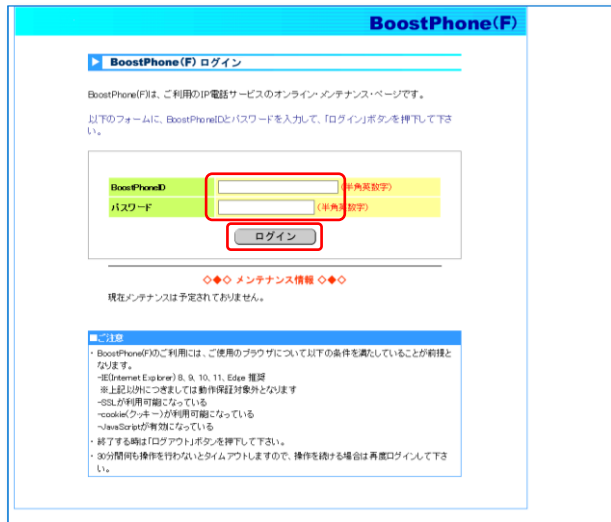 BoostPhone(F)
BoostPhone(F) ログイン
BoostPhone(F)は、ご利用のIP電話サービスのオンライン・メンテナンス・ページです。
以下のフォームに、BoostPhoneIDとパスワードを入力して、「ログイン」ボタンを押下して下さ
い。
BoostPhoneID (半角英数字)
パスワード (半角英数字)
ログイン
◇◆◇ メンテナンス情報 ◇◆◇
現在メンテナンスは予定されておりません。
■ご注意
・BoostPhone(F)のご利用には、ご使用のブラウザについて以下の条件を満たしていることが前提と
なります。
-IE(Internet Explorer) 8, 9, 10, 11, Edge 推奨
※上記以外につきましては動作保証対象外となります
-SSLが利用可能になっている
-cookie(クッキー)が利用可能になっている
-JavaScriptが有効になっている
・終了する時は「ログアウト」ボタンを押下して下さい。
・30分間何も操作を行わないとタイムアウトしますので、操作を続ける場合は再度ログインして下さ
い。